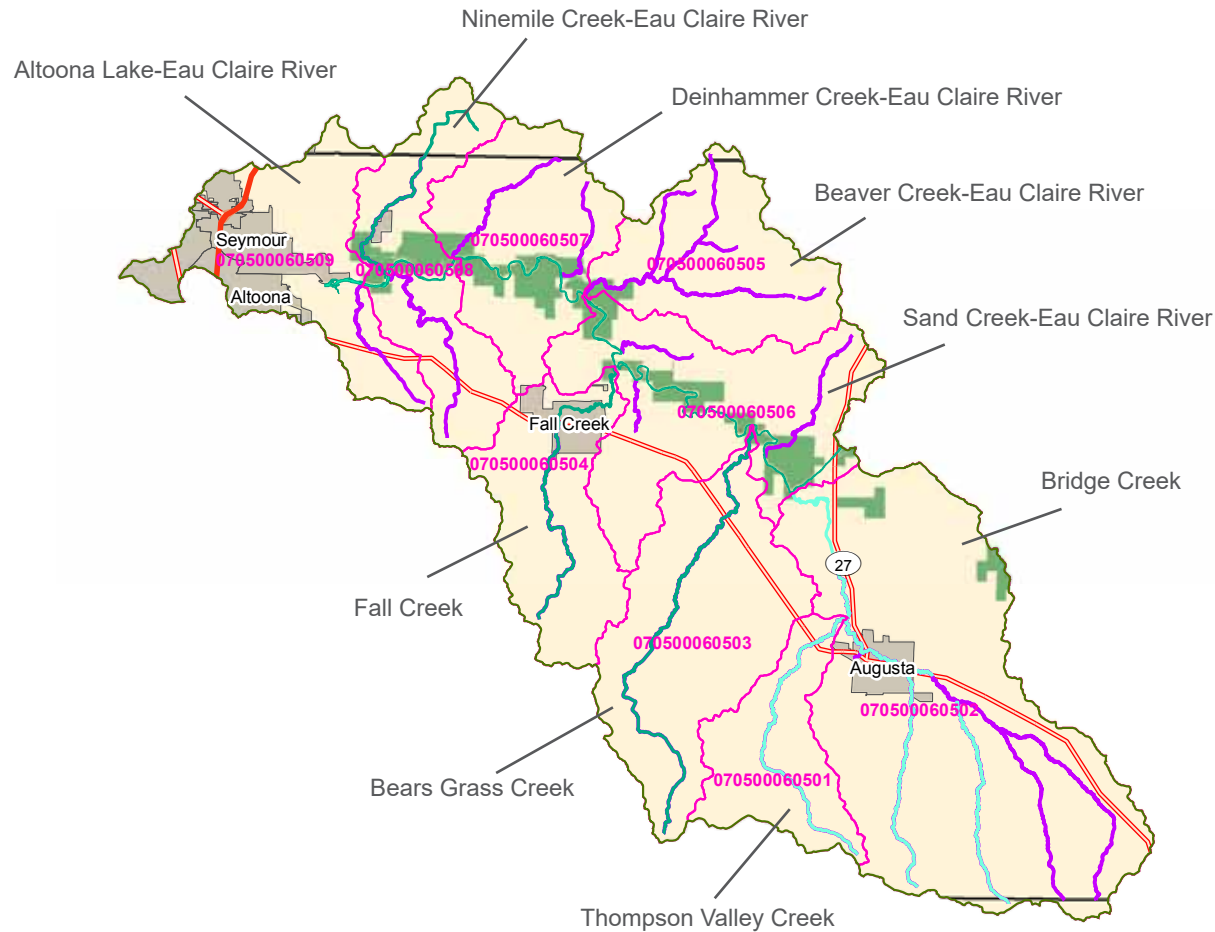 Ninemile Creek-Eau Claire River
Altoona Lake-Eau Claire River
Deinhammer Creek-Eau Claire River
Beaver Creek-Eau Claire River
Seymour
070500060507
070500060509
070500060508
070500060505
Altoona
Sand Creek-Eau Claire River
070500060506
Fall Creek
070500060504
Bridge Creek
27
Fall Creek
070500060503
Augusta
070500060502
Bears Grass Creek
070500060501
Thompson Valley Creek